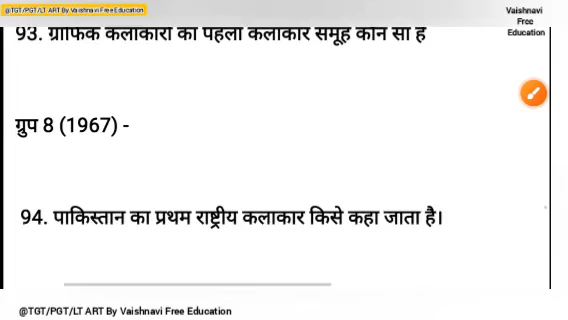 @TGT/PGT/LT ART By Vaishnavi Free Education
Vaishnavi
Free
Education
93. ग्राफिक कलाकारों का पहला कलाकार समूह कौन सा है
ग्रुप 8 (1967) -
94. पाकिस्तान का प्रथम राष्ट्रीय कलाकार किसे कहा जाता है।
@TGT/PGT/LT ART By Vaishnavi Free Education